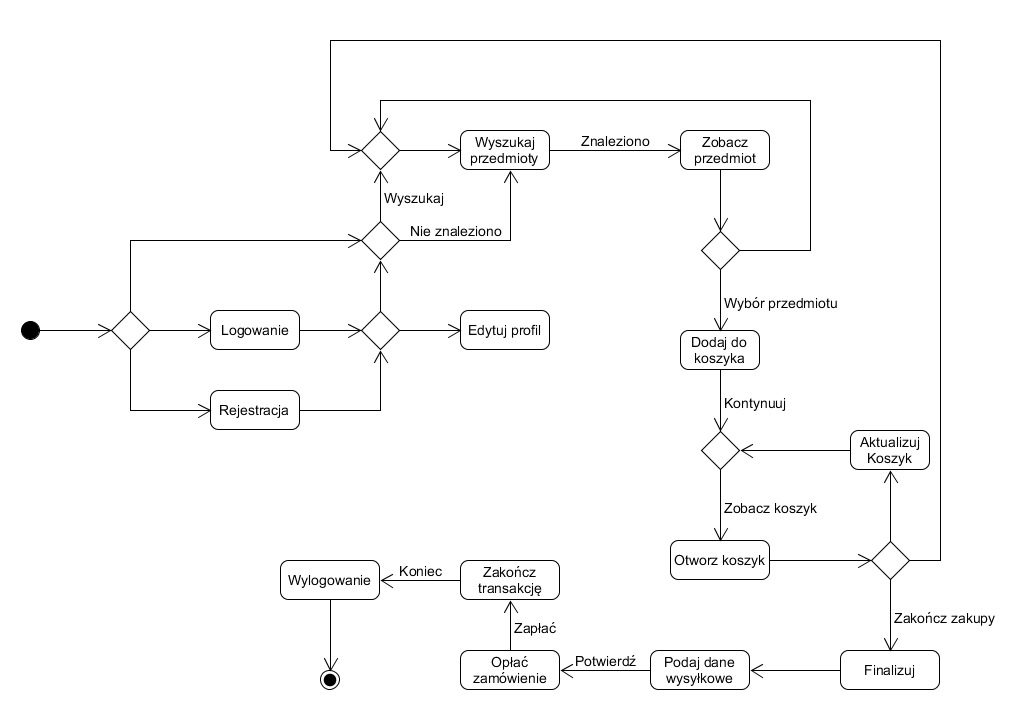 Wyszukaj
przedmioty
Znaleziono
Zobacz
przedmiot
Wyszukaj
Nie znaleziono
Wybór przedmiotu
Logowanie
Edytuj profil
Dodaj do
koszyka
Rejestracja
Kontynuuj
Aktualizuj
Koszyk
Zobacz koszyk
Otworz koszyk
Wylogowanie
Koniec
Zakończ
transakcję
Zakończ zakupy
Zapłać
Opłać
zamówienie
Potwierdź
Podaj dane
wysyłkowe
Finalizuj